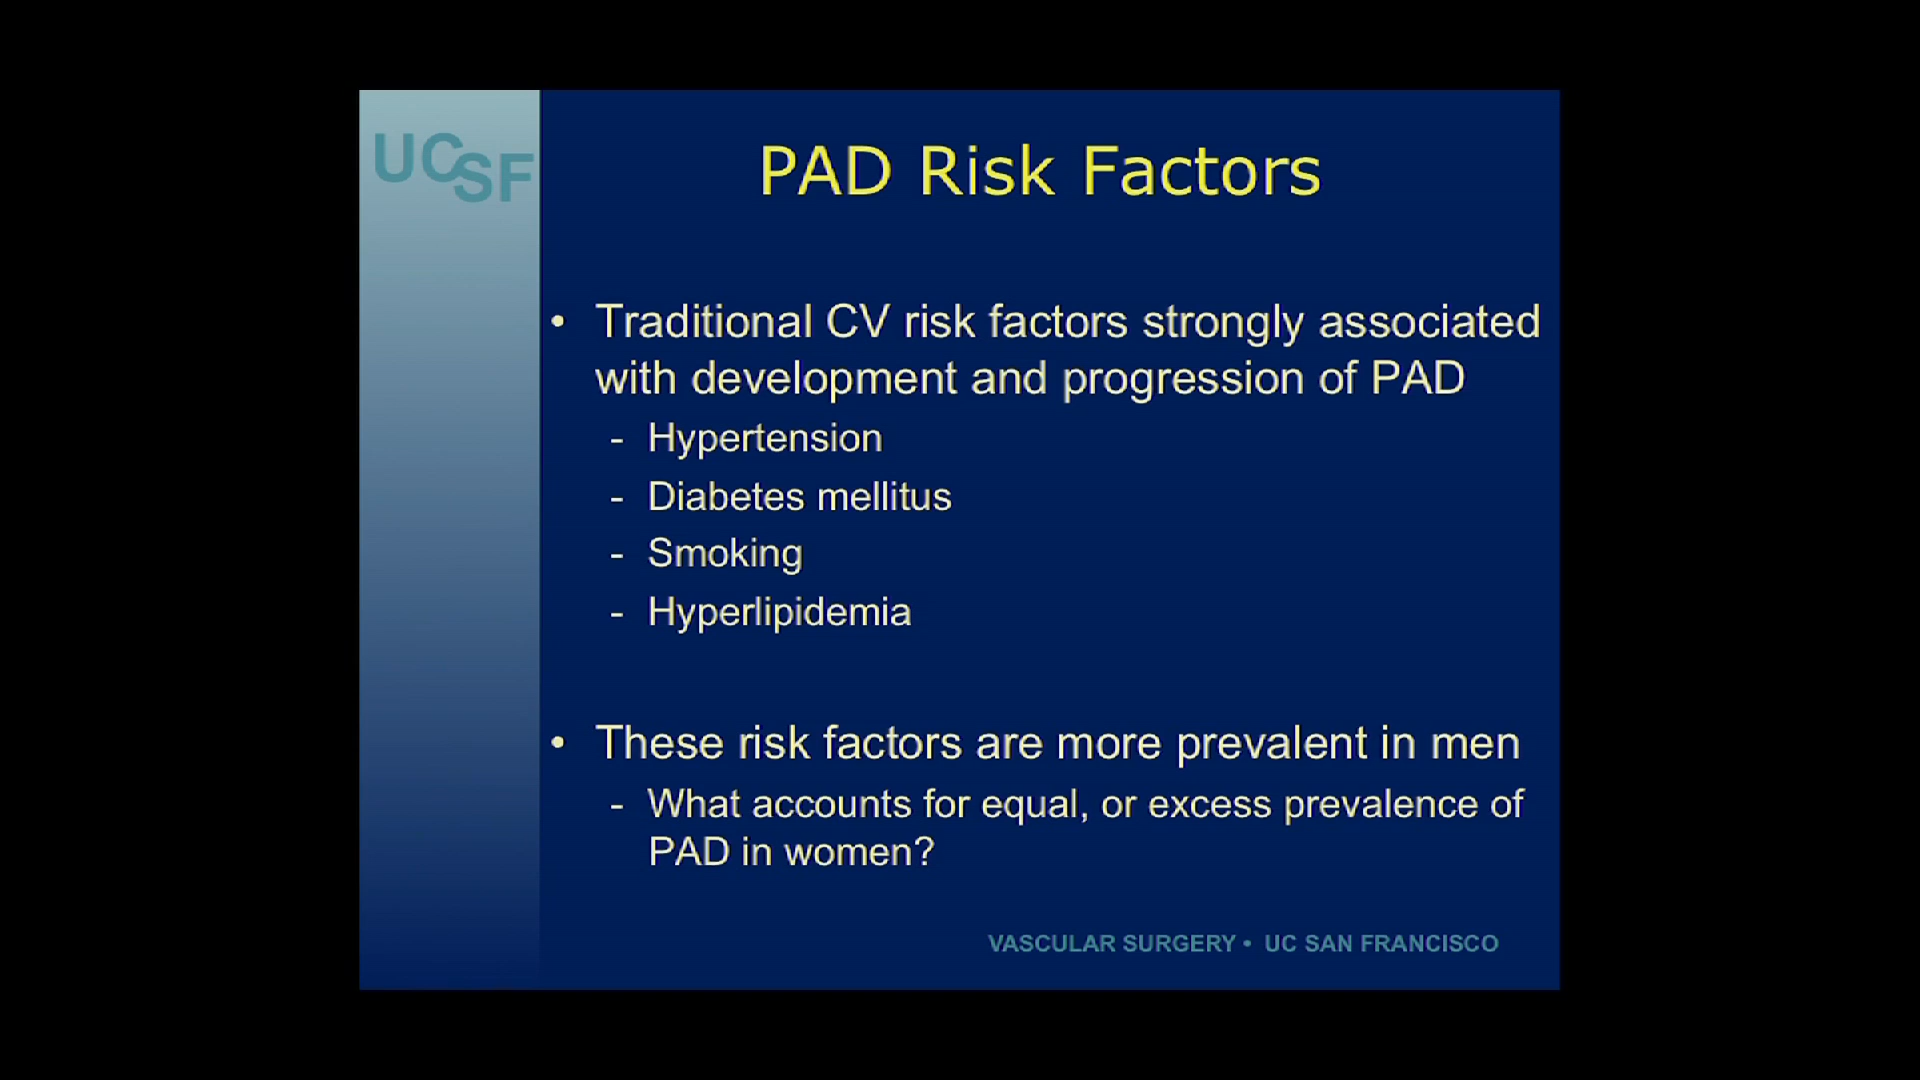 UCSF
PAD Risk Factors
• Traditional CV risk factors strongly associated
with development and progression of PAD
- Hypertension
- Diabetes mellitus
- Smoking
- Hyperlipidemia
• These risk factors are more prevalent in men
- What accounts for equal, or excess prevalence of
PAD in women?
VASCULAR SURGERY • UC SAN FRANCISCO